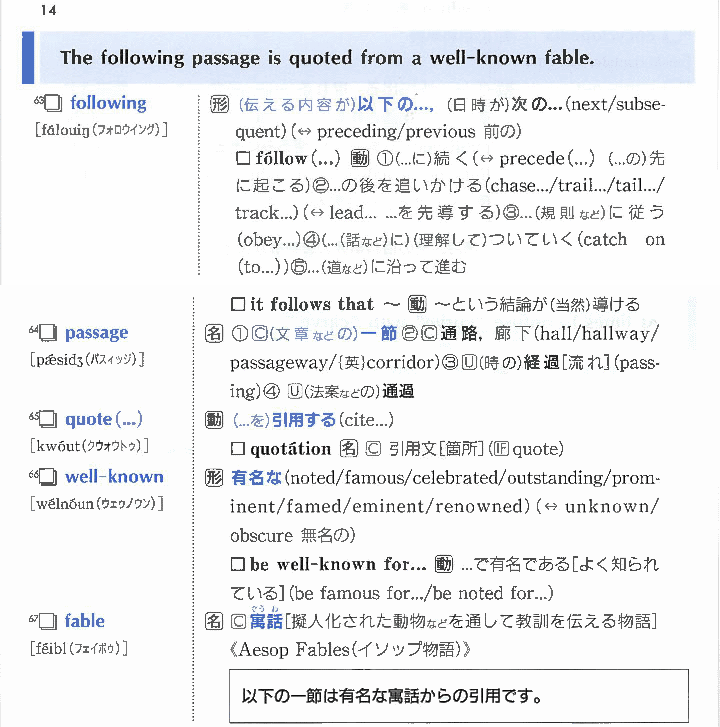 14
The following passage is quoted from a well-known fable.
63 □ following 形 (伝える内容が)以下の…, (日時が)次の…(next/subse-
[fálouiŋ(ファロウイング)] quent)(↔ preceding/previous 前の)
□ fóllow(...) 動 ①(…に)続く(↔ precede(...) (…の)先
に起こる)②…の後を追いかける(chase.../trail.../tail.../
track...)(↔ lead... …を先導する)③…(規則など)に従う
(obey...)④(…(話など)に)(理解して)ついていく(catch on
(to...))⑤…(道など)に沿って進む
□ it follows that ～ 動 ～という結論が(当然)導ける
64 □ passage 名 ①Ⓒ(文章などの)一節②Ⓒ通路, 廊下(hall/hallway/
[pǽsidʒ(パスィッジ)] passageway/{英}corridor)③Ⓤ(時の)経過[流れ](pass-
ing)④ Ⓤ(法案などの)通過
65 □ quote(...) 動 (…を)引用する(cite...)
[kwóut(クウォウトゥ)] □ quotátion 名 Ⓒ 引用文[箇所](IF quote)
66 □ well-known 形 有名な(noted/famous/celebrated/outstanding/prom-
[wélnóun(ウェゥノウン)] inent/famed/eminent/renowned)(↔ unknown/
obscure 無名の)
□ be well-known for... 動 …で有名である[よく知られ
ている](be famous for.../be noted for...)
67 □ fable 名 Ⓒ寓話[擬人化された動物などを通して教訓を伝える物語]
[féibl(フェイボゥ)] 《Aesop Fables(イソップ物語)》
以下の一節は有名な寓話からの引用です。